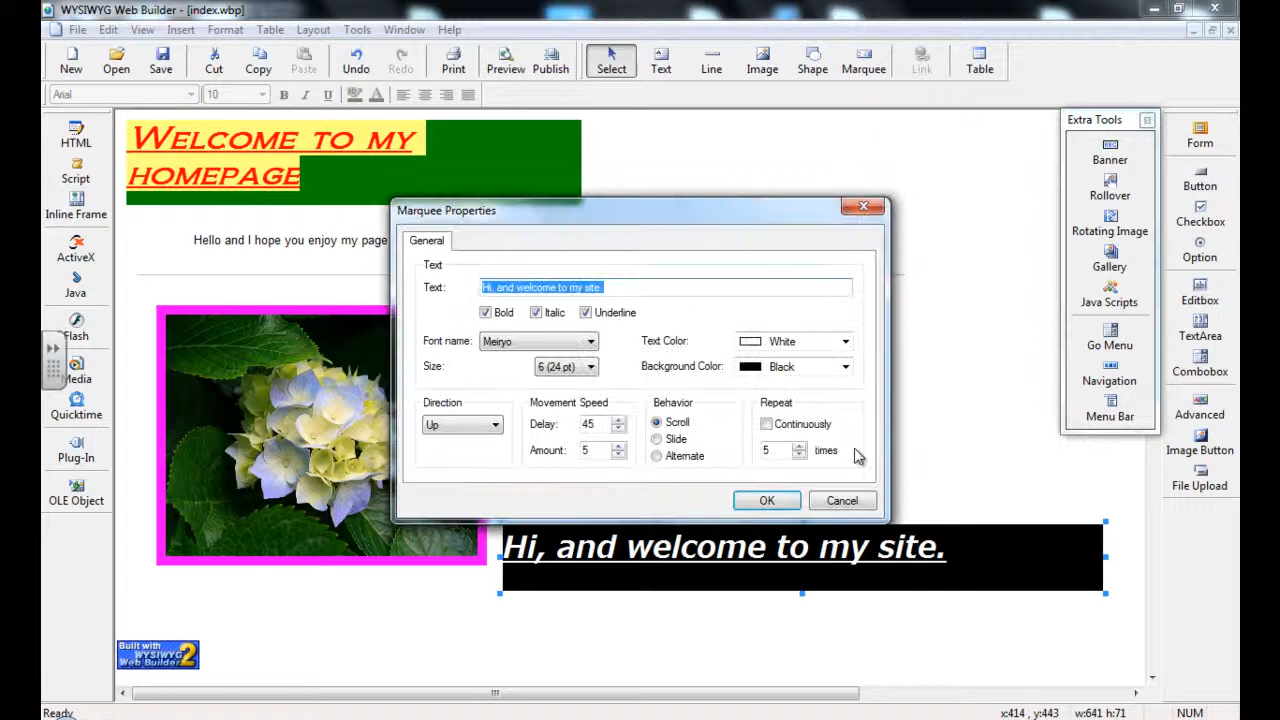 WYSIWYG Web Builder - [index.wbp]
File Edit View Insert Format Table Layout Tools Window Help
New Open Save Cut Copy Paste Undo Redo Print Preview Publish Select Text Line Image Shape Marquee Link Table
Arial 10 B I U A
HTML
Script
Inline Frame
ActiveX
Java
Flash
Media
Quicktime
Plug-In
OLE Object
Welcome to my
homepage
Hello and I hope you enjoy my page
Marquee Properties
General
Text
Text: Hi, and welcome to my site.
Bold Italic Underline
Font name: Meiryo Text Color: White
Size: 6 (24 pt) Background Color: Black
Direction Movement Speed Behavior Repeat
Up Delay: 45 Scroll Continuously
Slide
Amount: 5 Alternate 5 times
OK Cancel
Hi, and welcome to my site.
Built with
WYSIWYG
Web Builder 2
Extra Tools
Banner
Rollover
Rotating Image
Gallery
Java Scripts
Go Menu
Navigation
Menu Bar
Form
Button
Checkbox
Option
Editbox
TextArea
Combobox
Advanced
Image Button
File Upload
Ready x:414 , y:443 w:641 h:71 NUM